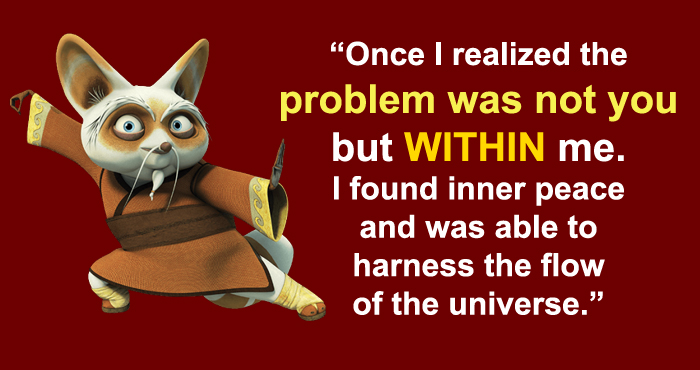 “Once I realized the
problem was not you
but WITHIN me.
I found inner peace
and was able to
harness the flow
of the universe.”